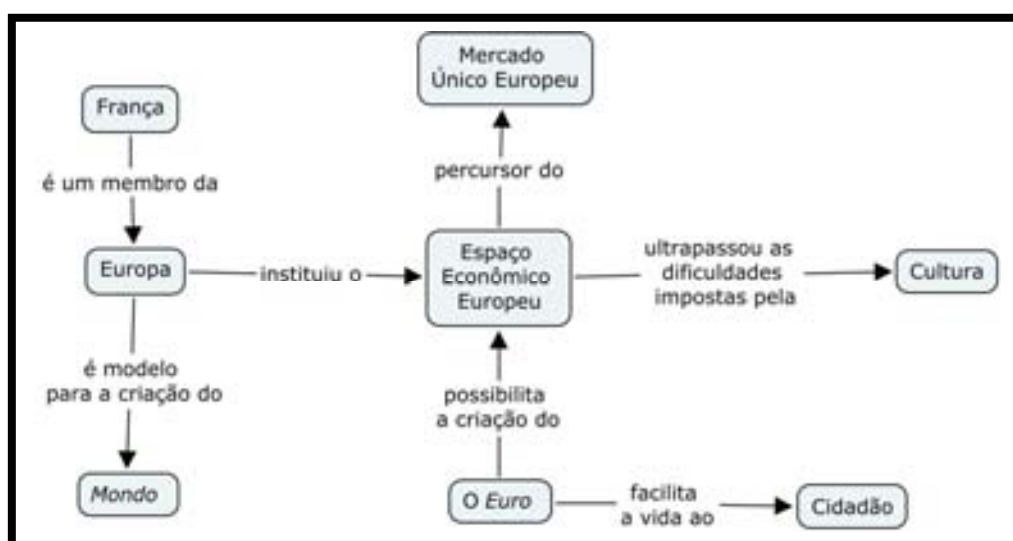 Mercado
Único Europeu
França
percursor do
é um membro da
Europa
instituiu o
Espaço
Econômico
Europeu
ultrapassou as
dificuldades
impostas pela
Cultura
é modelo
para a criação do
possibilita
a criação do
Mondo
O Euro
facilita
a vida ao
Cidadão